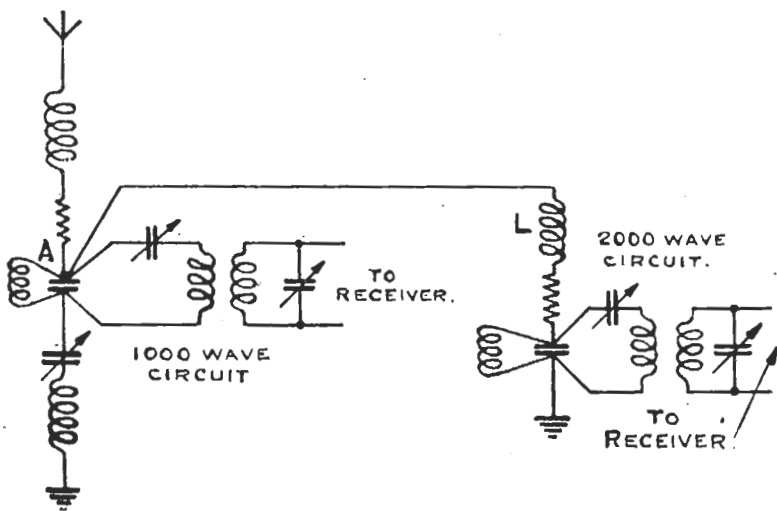 A
TO
RECEIVER.
1000 WAVE
CIRCUIT
L
2000 WAVE
CIRCUIT.
TO
RECEIVER.